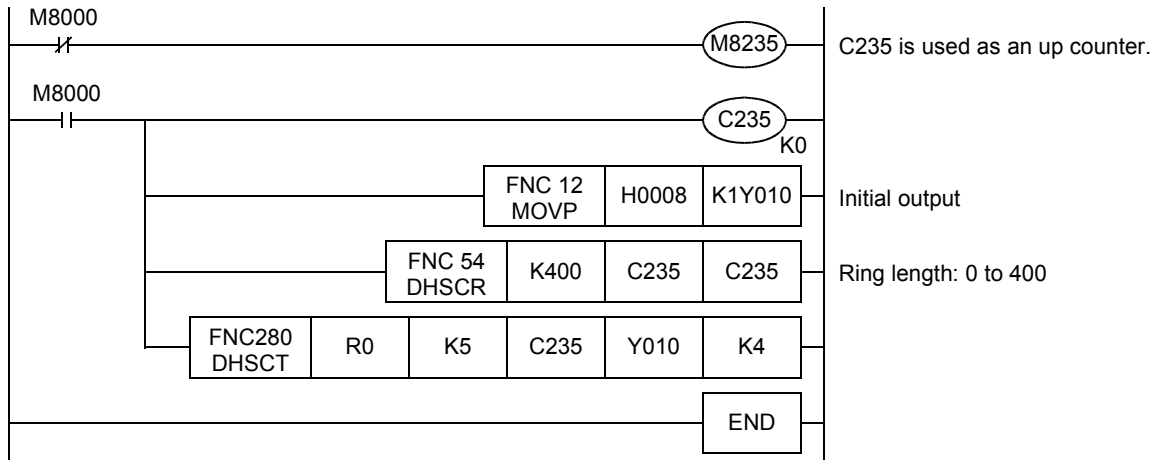 M8000
M8235
C235 is used as an up counter.
M8000
C235
K0
FNC 12
MOVP
H0008
K1Y010
Initial output
FNC 54
DHSCR
K400
C235
C235
Ring length: 0 to 400
FNC280
DHSCT
R0
K5
C235
Y010
K4
END